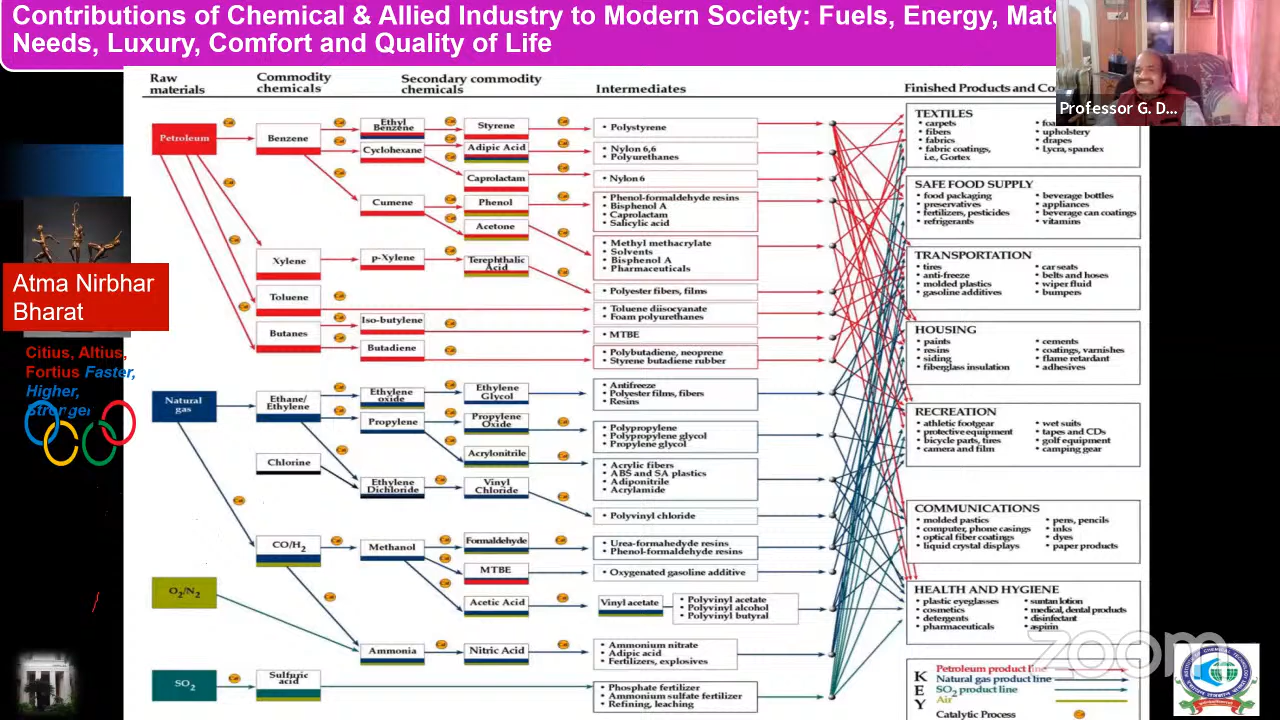 Contributions of Chemical & Allied Industry to Modern Society: Fuels, Energy, Mate
Needs, Luxury, Comfort and Quality of Life
Professor G. D...
Raw materials
Commodity chemicals
Secondary commodity chemicals
Intermediates
Finished Products and Co
Petroleum
Benzene
Ethyl Benzene
Styrene
• Polystyrene
Cyclohexane
Adipic Acid
• Nylon 6,6
• Polyurethanes
Caprolactam
• Nylon 6
Cumene
Phenol
• Phenol-formaldehyde resins
• Bisphenol A
• Caprolactam
• Salicylic acid
Acetone
• Methyl methacrylate
• Solvents
• Bisphenol A
• Pharmaceuticals
Xylene
p-Xylene
Terephthalic Acid
• Polyester fibers, films
Toluene
• Toluene diisocyanate
• Foam polyurethanes
Butanes
Iso-butylene
• MTBE
Butadiene
• Polybutadiene, neoprene
• Styrene butadiene rubber
Natural gas
Ethane/Ethylene
Ethylene oxide
Ethylene Glycol
• Antifreeze
• Polyester films, fibers
• Resins
Propylene
Propylene Oxide
• Polypropylene
• Polypropylene glycol
• Propylene glycol
Acrylonitrile
• Acrylic fibers
• ABS and SA plastics
• Adiponitrile
• Acrylamide
Chlorine
Ethylene Dichloride
Vinyl Chloride
• Polyvinyl chloride
CO/H2
Methanol
Formaldehyde
• Urea-formahedyde resins
• Phenol-formaldehyde resins
MTBE
• Oxygenated gasoline additive
O2/N2
Acetic Acid
Vinyl acetate
• Polyvinyl acetate
• Polyvinyl alcohol
• Polyvinyl butyral
Ammonia
Nitric Acid
• Ammonium nitrate
• Adipic acid
• Fertilizers, explosives
SO2
Sulfuric acid
• Phosphate fertilizer
• Ammonium sulfate fertilizer
• Refining, leaching
TEXTILES
• carpets
• fibers
• fabrics
• fabric coatings, i.e., Gortex
• upholstery
• drapes
• Lycra, spandex
SAFE FOOD SUPPLY
• food packaging
• preservatives
• fertilizers, pesticides
• refrigerants
• beverage bottles
• appliances
• beverage can coatings
• vitamins
TRANSPORTATION
• tires
• anti-freeze
• molded plastics
• gasoline additives
• car seats
• belts and hoses
• wiper fluid
• bumpers
HOUSING
• paints
• resins
• siding
• fiberglass insulation
• cements
• coatings, varnishes
• flame retardant
• adhesives
RECREATION
• athletic footgear
• protective equipment
• bicycle parts, tires
• camera and film
• wet suits
• tapes and CDs
• golf equipment
• camping gear
COMMUNICATIONS
• molded pastics
• computer, phone casings
• optical fiber coatings
• liquid crystal displays
• pens, pencils
• inks
• dyes
• paper products
HEALTH AND HYGIENE
• plastic eyeglasses
• cosmetics
• detergents
• pharmaceuticals
• suntan lotion
• medical, dental products
• disinfectant
• aspirin
KEY
Petroleum product line
Natural gas product line
SO2 product line
Air
Catalytic Process
Cat
Atma Nirbhar
Bharat
Citius, Altius,
Fortius Faster,
Higher,
Stronger
zoom